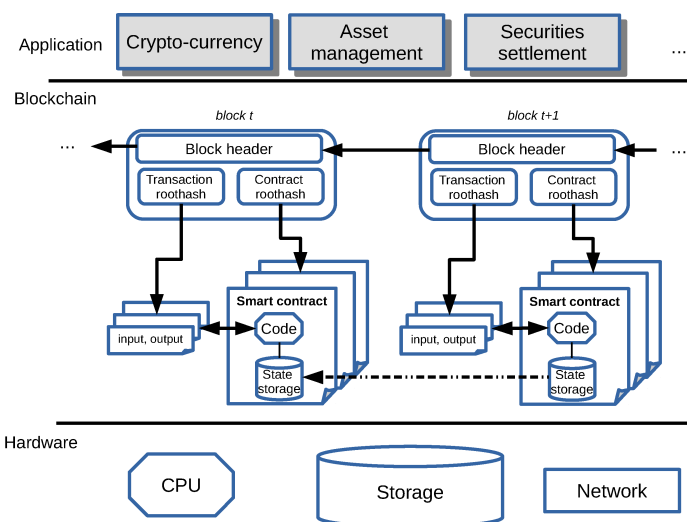 Application
Crypto-currency
Asset
management
Securities
settlement
...
Blockchain
block t
block t+1
...
Block header
Block header
...
Transaction
roothash
Contract
roothash
Transaction
roothash
Contract
roothash
Smart contract
input, output
Code
State
storage
Smart contract
input, output
Code
State
storage
Hardware
CPU
Storage
Network